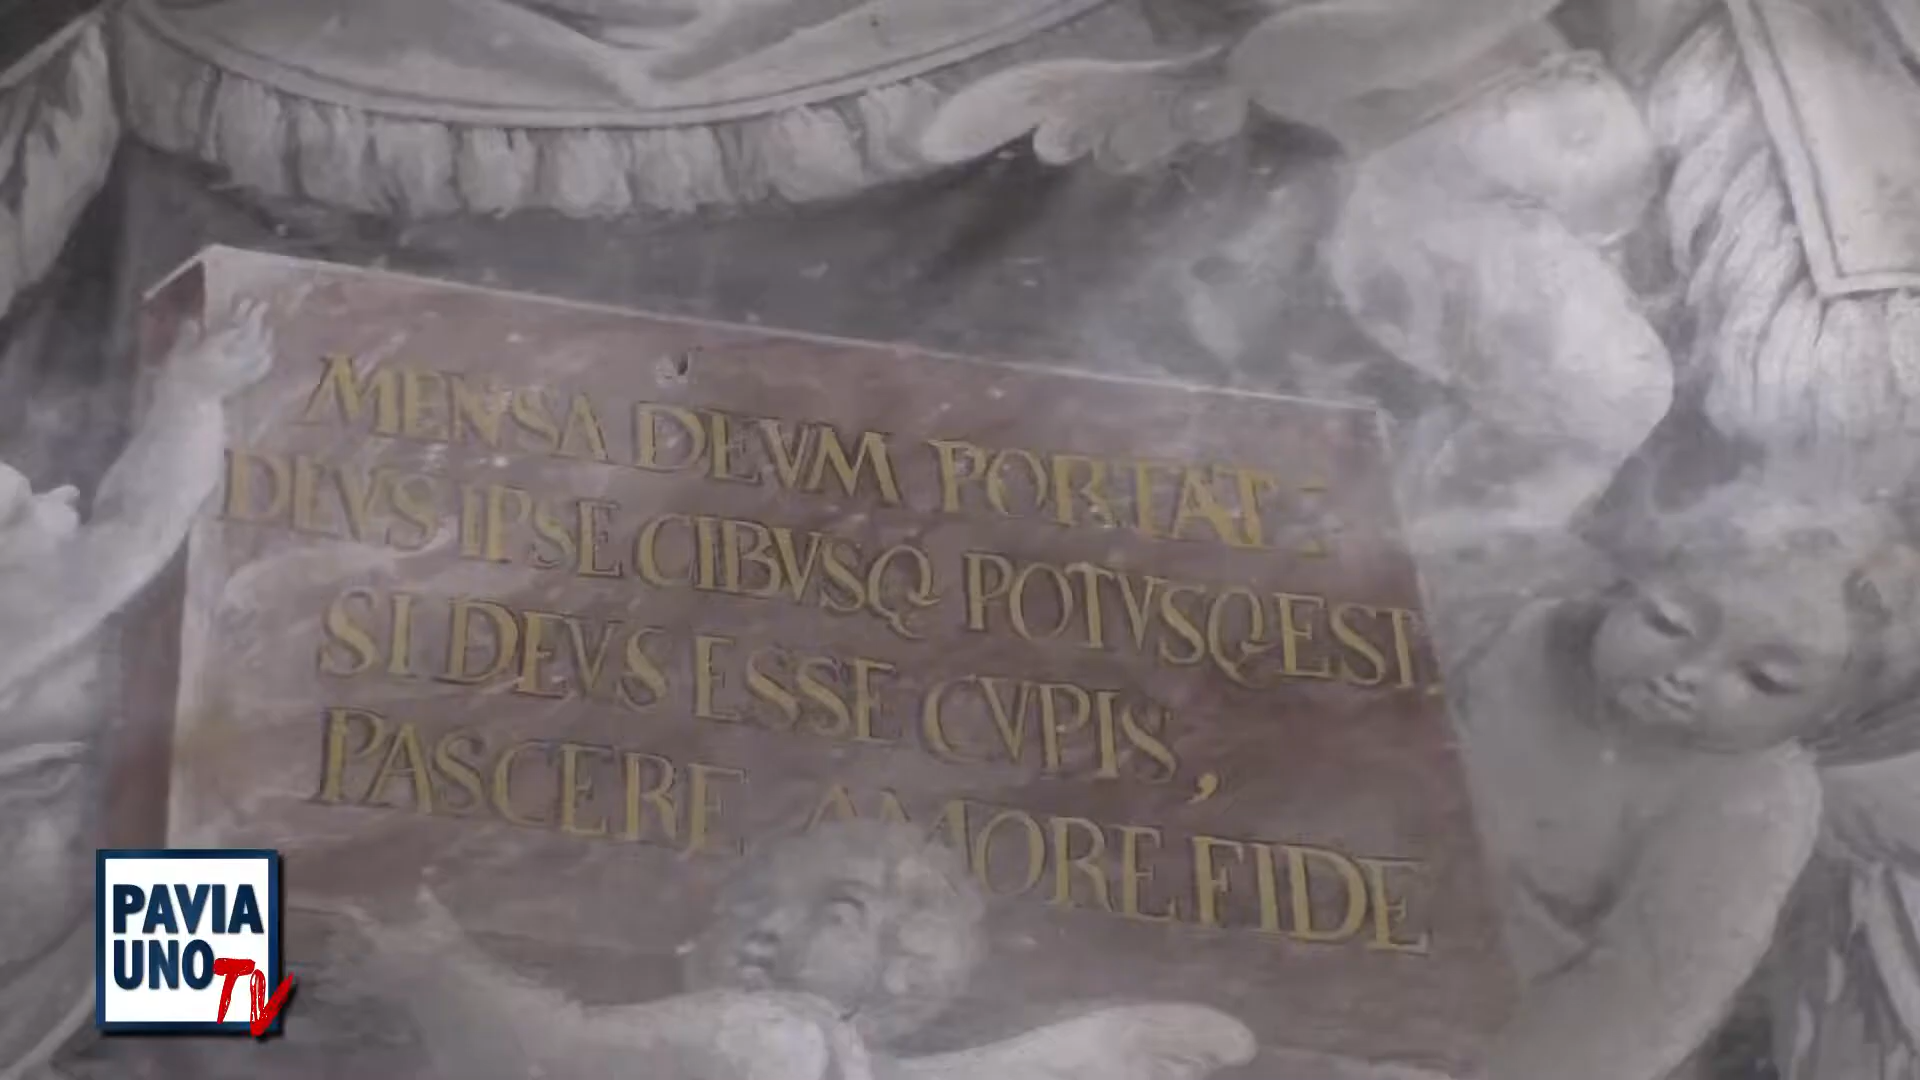 MENSA DEVM PORTAT :
DEVS IPSE CIBVSQ POTVSQ EST.
SI DEVS ESSE CVPIS,
PASCERE AMORE FIDE
PAVIA
UNO TV